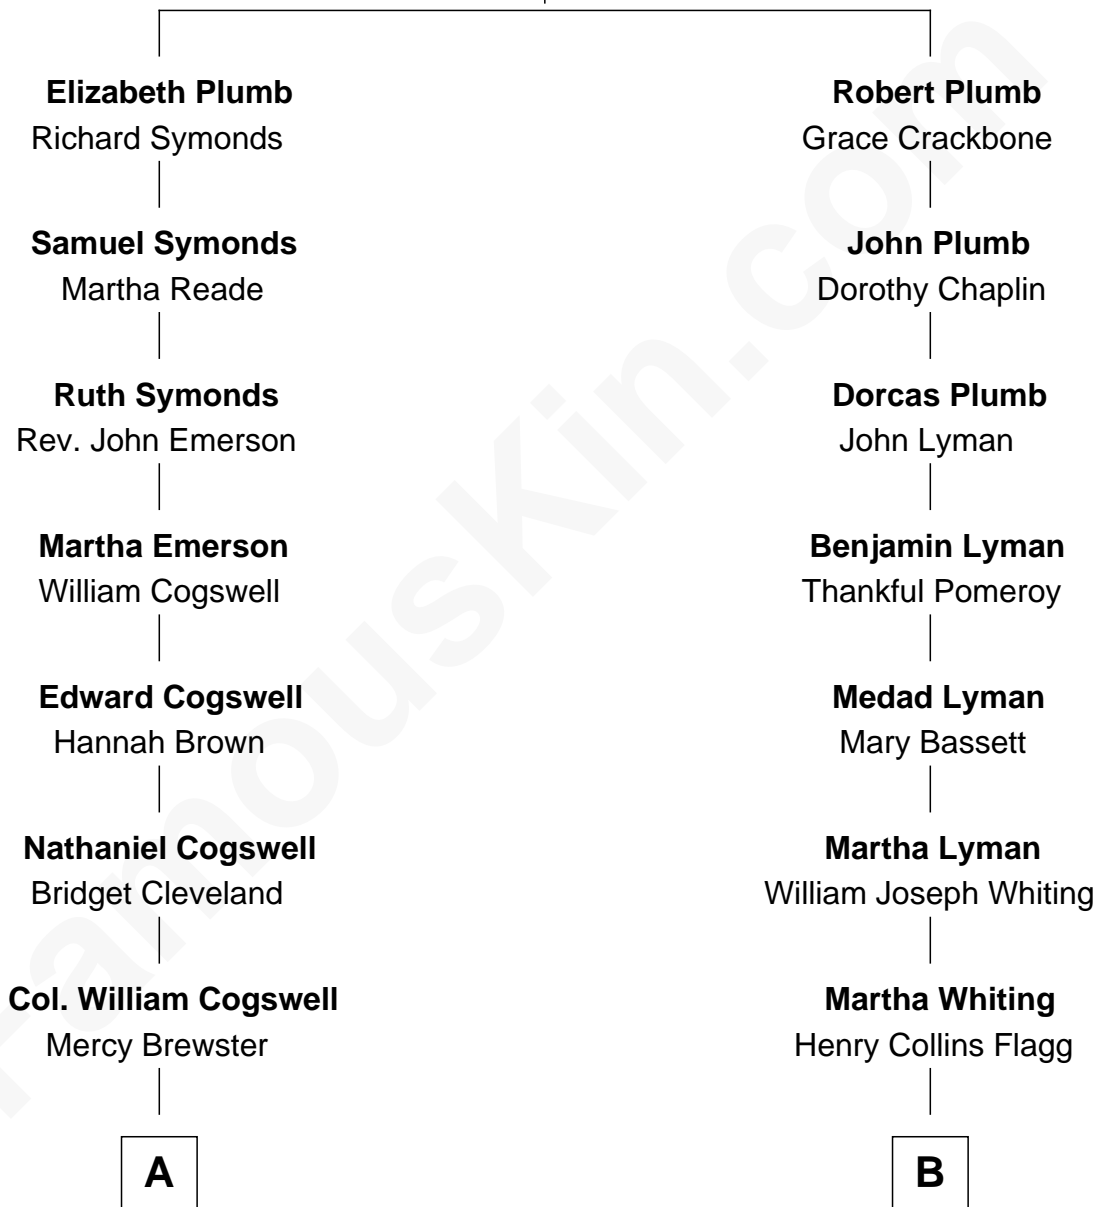 Elizabeth Plumb
Richard Symonds
Samuel Symonds
Martha Reade
Ruth Symonds
Rev. John Emerson
Martha Emerson
William Cogswell
Edward Cogswell
Hannah Brown
Nathaniel Cogswell
Bridget Cleveland
Col. William Cogswell
Mercy Brewster
A
Robert Plumb
Grace Crackbone
John Plumb
Dorothy Chaplin
Dorcas Plumb
John Lyman
Benjamin Lyman
Thankful Pomeroy
Medad Lyman
Mary Bassett
Martha Lyman
William Joseph Whiting
Martha Whiting
Henry Collins Flagg
B
FamousKin.com